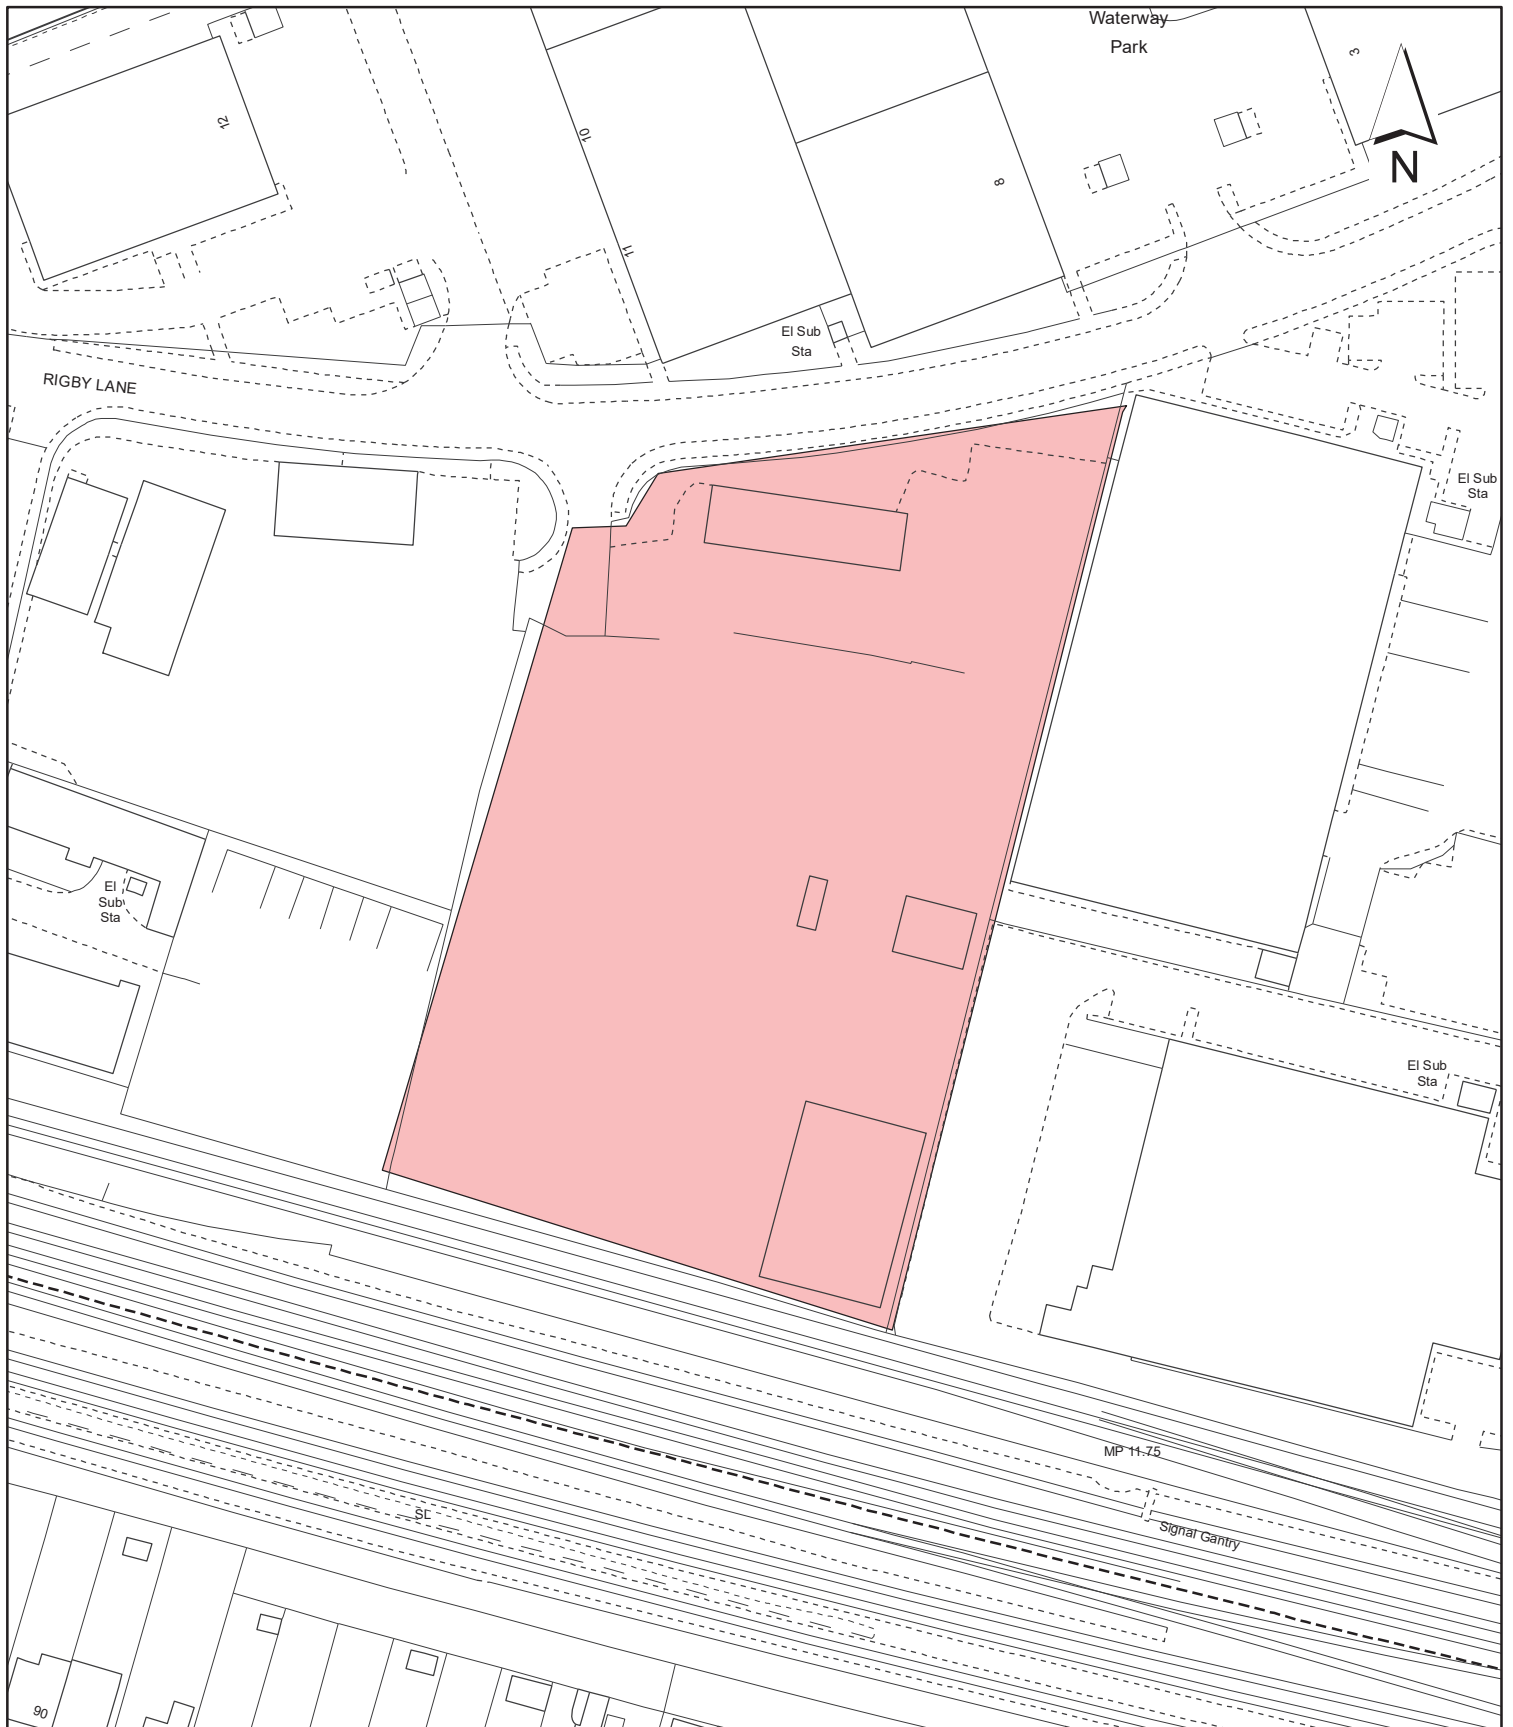 Waterway
Park
3
N
12
10
8
11
El Sub
Sta
RIGBY LANE
El Sub
Sta
El
Sub
Sta
El Sub
Sta
MP 11.75
SL
Signal Gantry
90